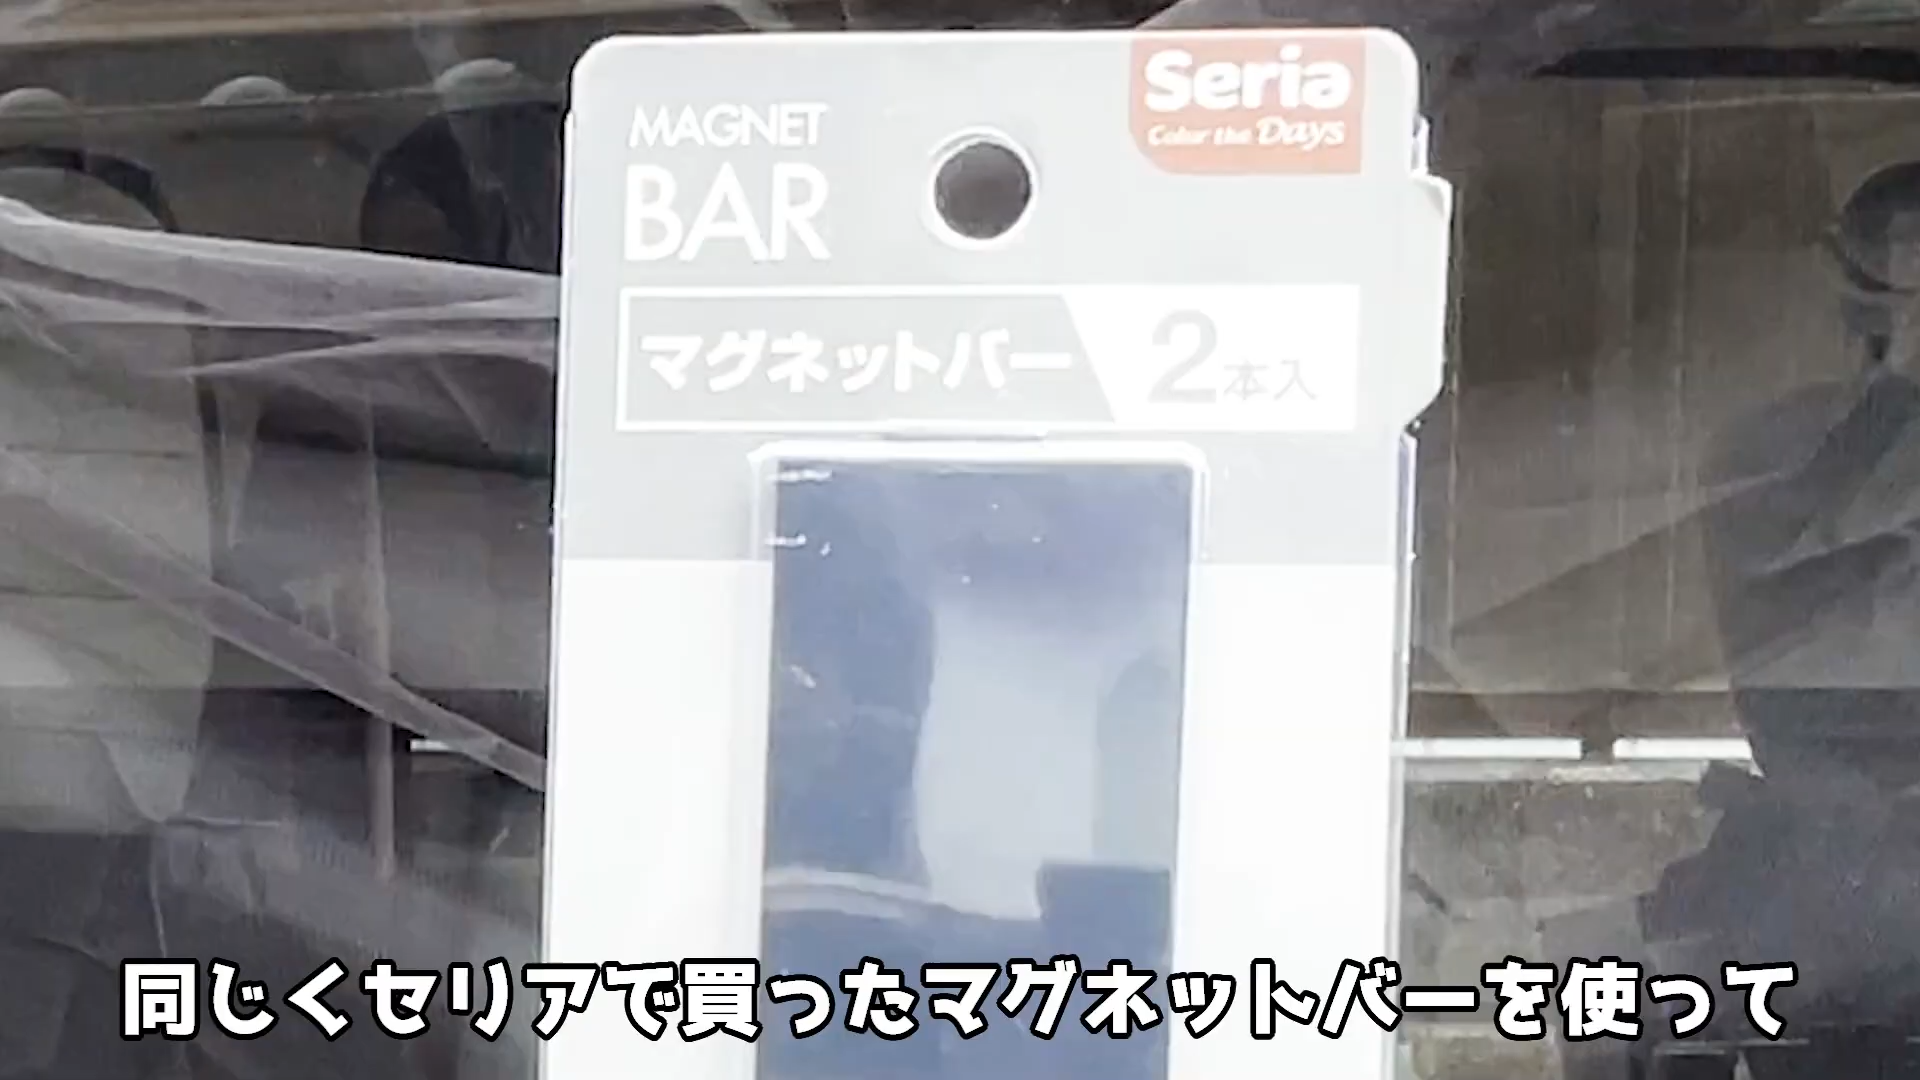 MAGNET
BAR
Seria
Color the Days
マグネットバー 2本入
同じくセリアで買ったマグネットバーを使って